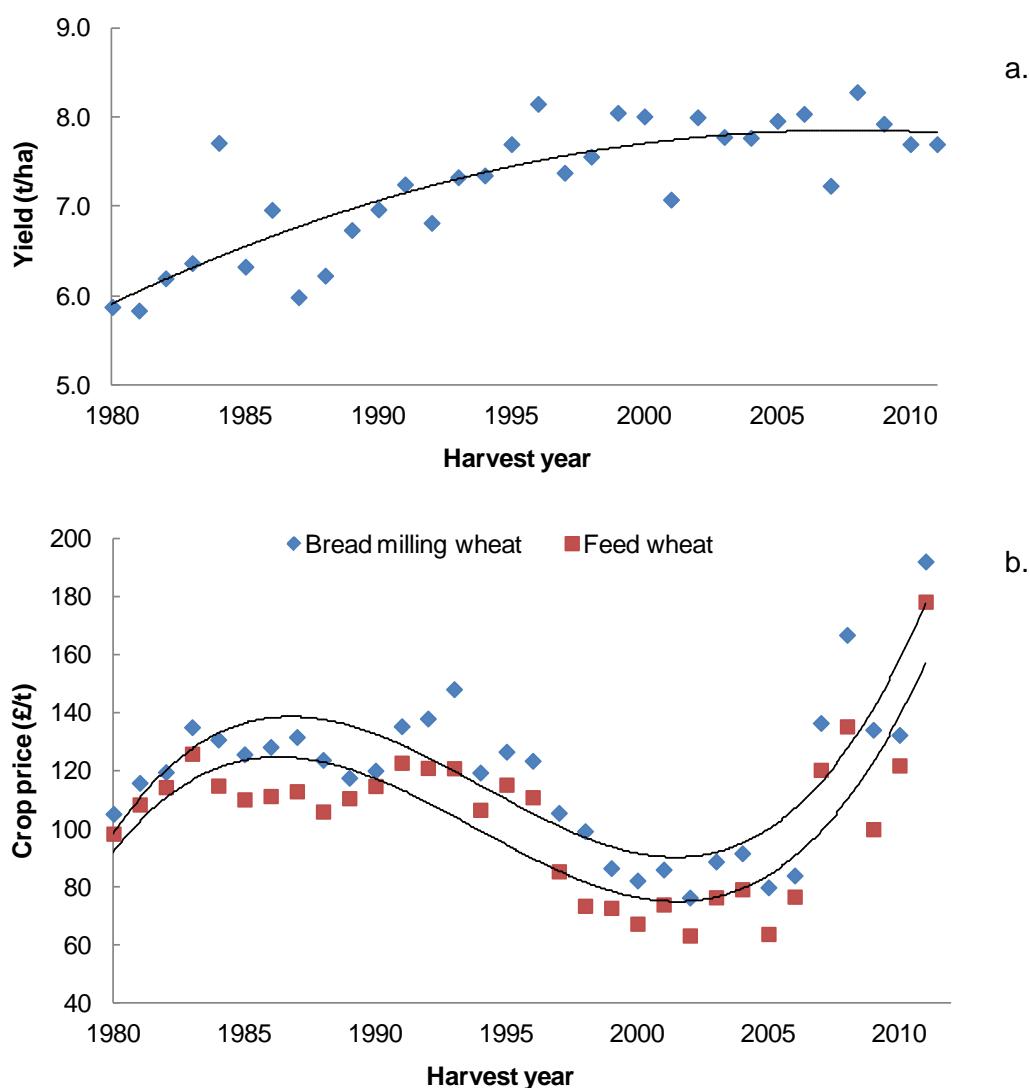 9.0
a.
8.0
7.0
6.0
5.0
Yield (t/ha)
1980 1985 1990 1995 2000 2005 2010
Harvest year
200
Bread milling wheat Feed wheat
b.
180
160
140
120
100
80
60
40
Crop price (£/t)
1980 1985 1990 1995 2000 2005 2010
Harvest year